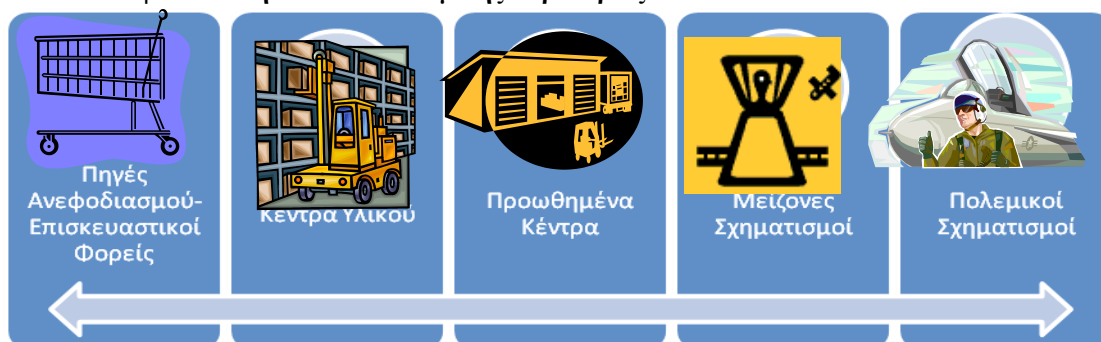 Πηγές
Ανεφοδιασμού-
Επισκευαστικοί
Φορείς
Κέντρα Υλικού
Προωθημένα
Κέντρα
Μείζονες
Σχηματισμοί
Πολεμικοί
Σχηματισμοί